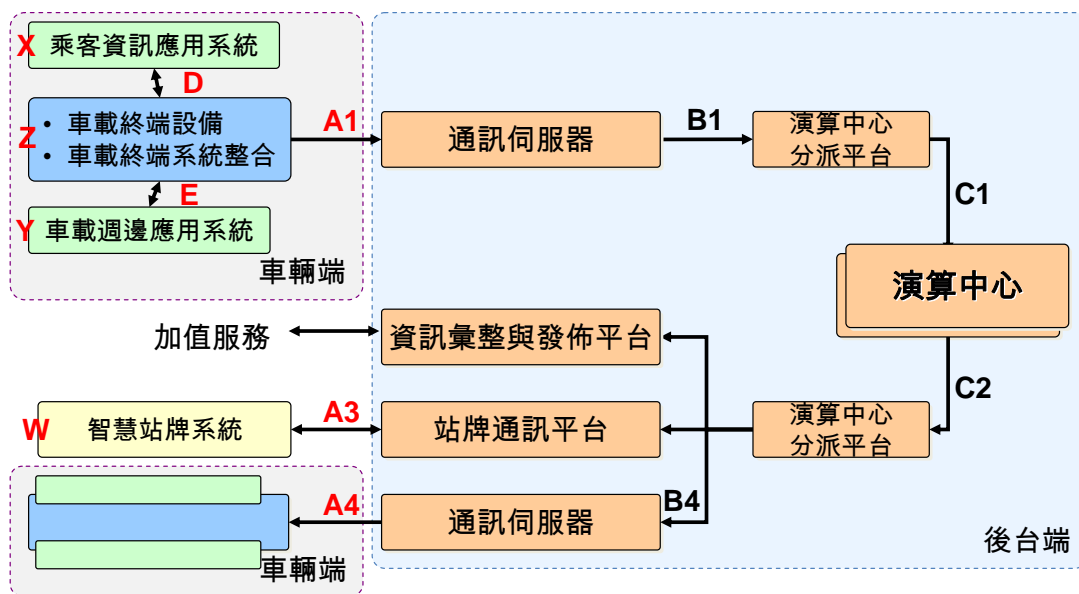 X 乘客資訊應用系統
D
Z
• 車載終端設備
• 車載終端系統整合
E
Y 車載週邊應用系統
車輛端
A1
通訊伺服器
B1
演算中心
分派平台
C1
演算中心
加值服務
資訊彙整與發佈平台
C2
W 智慧站牌系統
A3
站牌通訊平台
演算中心
分派平台
A4
通訊伺服器
B4
車輛端
後台端